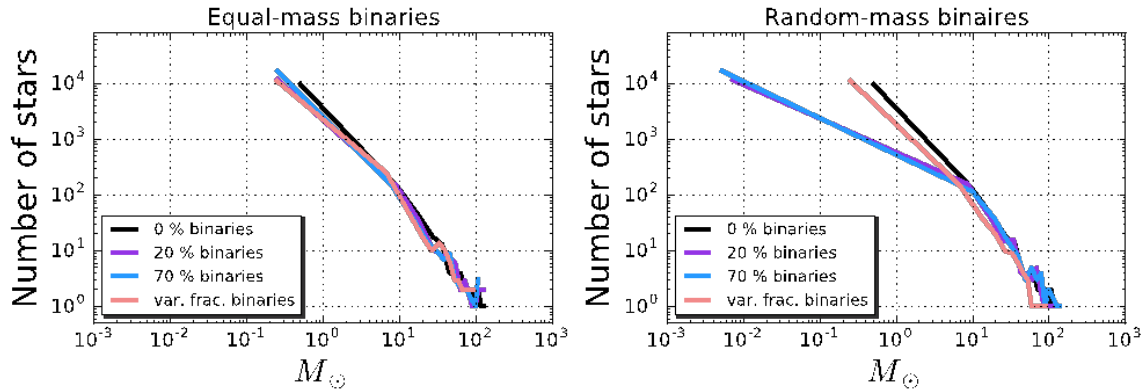 Equal-mass binaries
Number of stars
10^4
10^3
10^2
10^1
10^0
0 % binaries
20 % binaries
70 % binaries
var. frac. binaries
10^-3 10^-2 10^-1 10^0 10^1 10^2 10^3
M_⊙
Random-mass binaires
Number of stars
10^4
10^3
10^2
10^1
10^0
0 % binaries
20 % binaries
70 % binaries
var. frac. binaries
10^-3 10^-2 10^-1 10^0 10^1 10^2 10^3
M_⊙